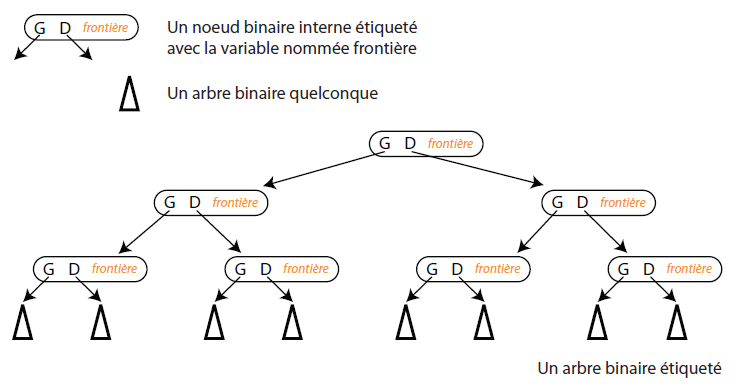 G D frontière
Un noeud binaire interne étiqueté
avec la variable nommée frontière
Un arbre binaire quelconque
G D frontière
G D frontière
G D frontière
G D frontière
G D frontière
G D frontière
G D frontière
Un arbre binaire étiqueté